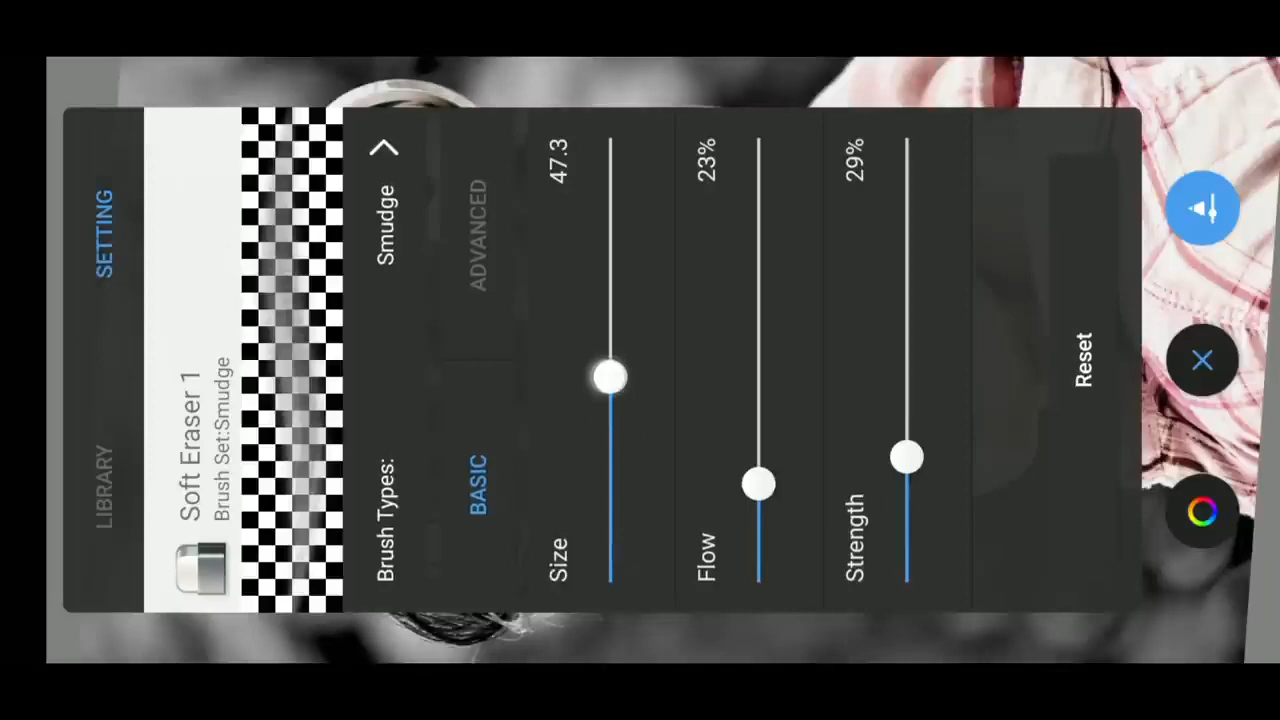 LIBRARY SETTING
Soft Eraser 1
Brush Set:Smudge
Brush Types: Smudge
BASIC ADVANCED
Size 47.3
Flow 23%
Strength 29%
Reset